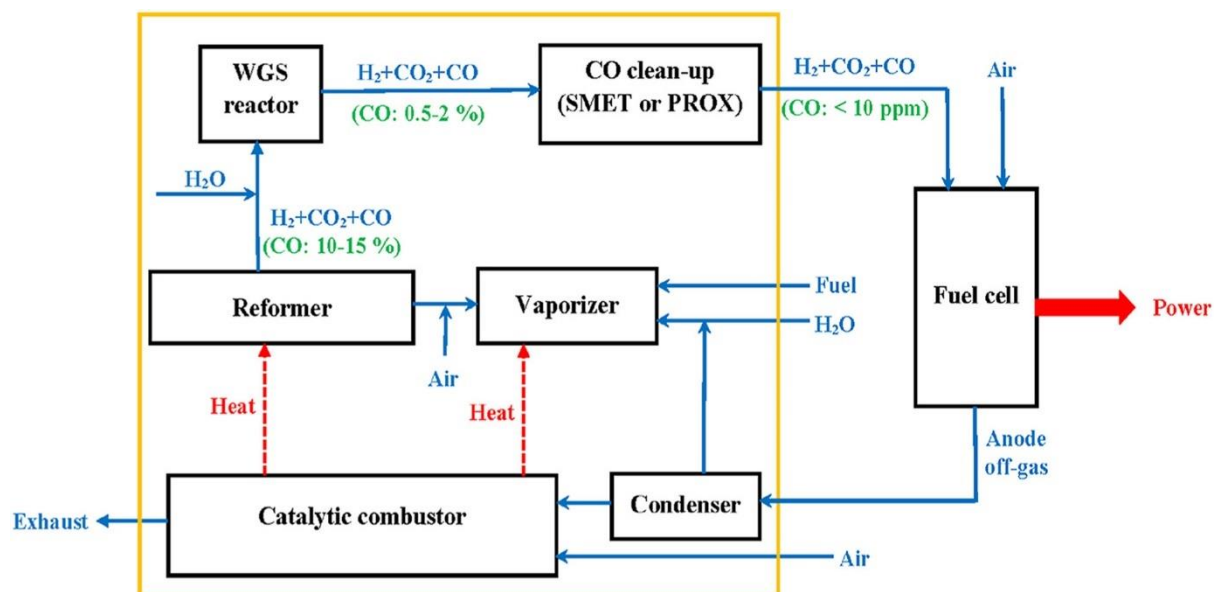 WGS
reactor
H₂+CO₂+CO
(CO: 0.5-2 %)
CO clean-up
(SMET or PROX)
H₂+CO₂+CO
(CO: < 10 ppm)
Air
H₂O
H₂+CO₂+CO
(CO: 10-15 %)
Reformer
Vaporizer
Fuel
H₂O
Fuel cell
Power
Air
Heat
Heat
Anode
off-gas
Exhaust
Catalytic combustor
Condenser
Air